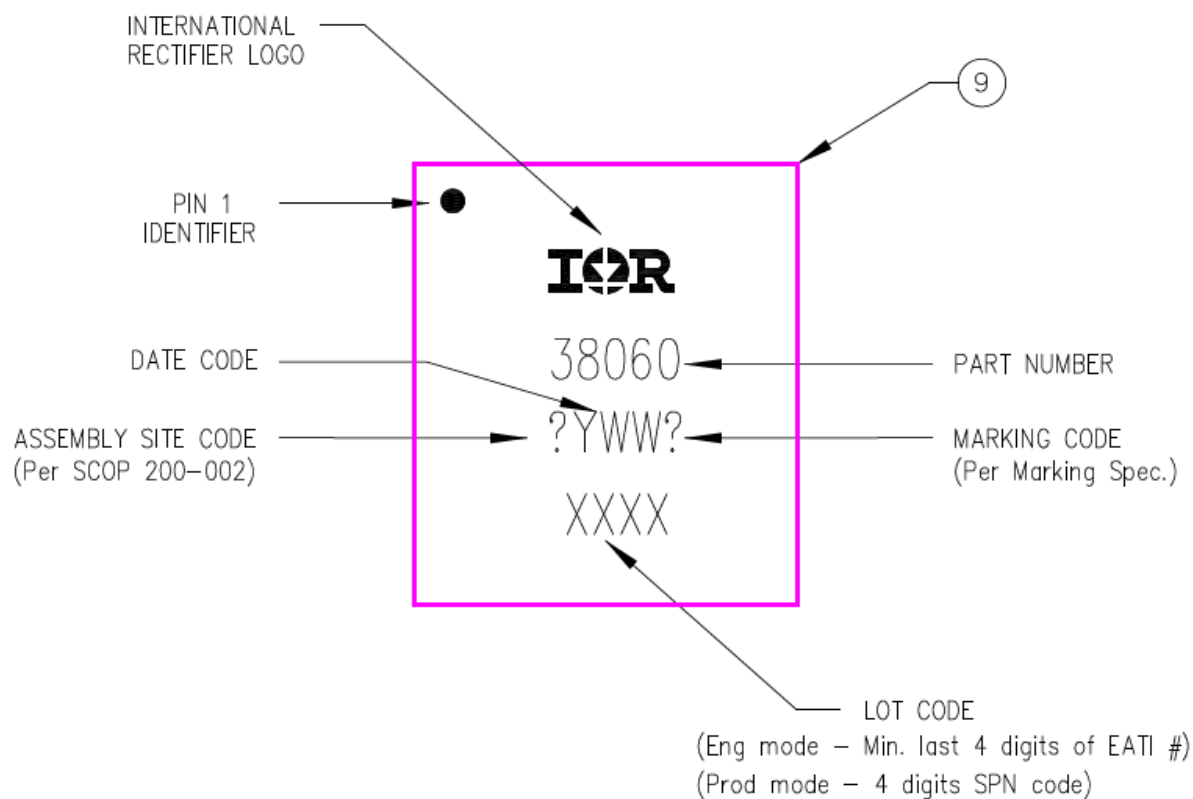 INTERNATIONAL
RECTIFIER LOGO
9
PIN 1
IDENTIFIER
IOR
DATE CODE
38060
PART NUMBER
ASSEMBLY SITE CODE
(Per SCOP 200-002)
?YWW?
MARKING CODE
(Per Marking Spec.)
XXXX
LOT CODE
(Eng mode – Min. last 4 digits of EATI #)
(Prod mode – 4 digits SPN code)